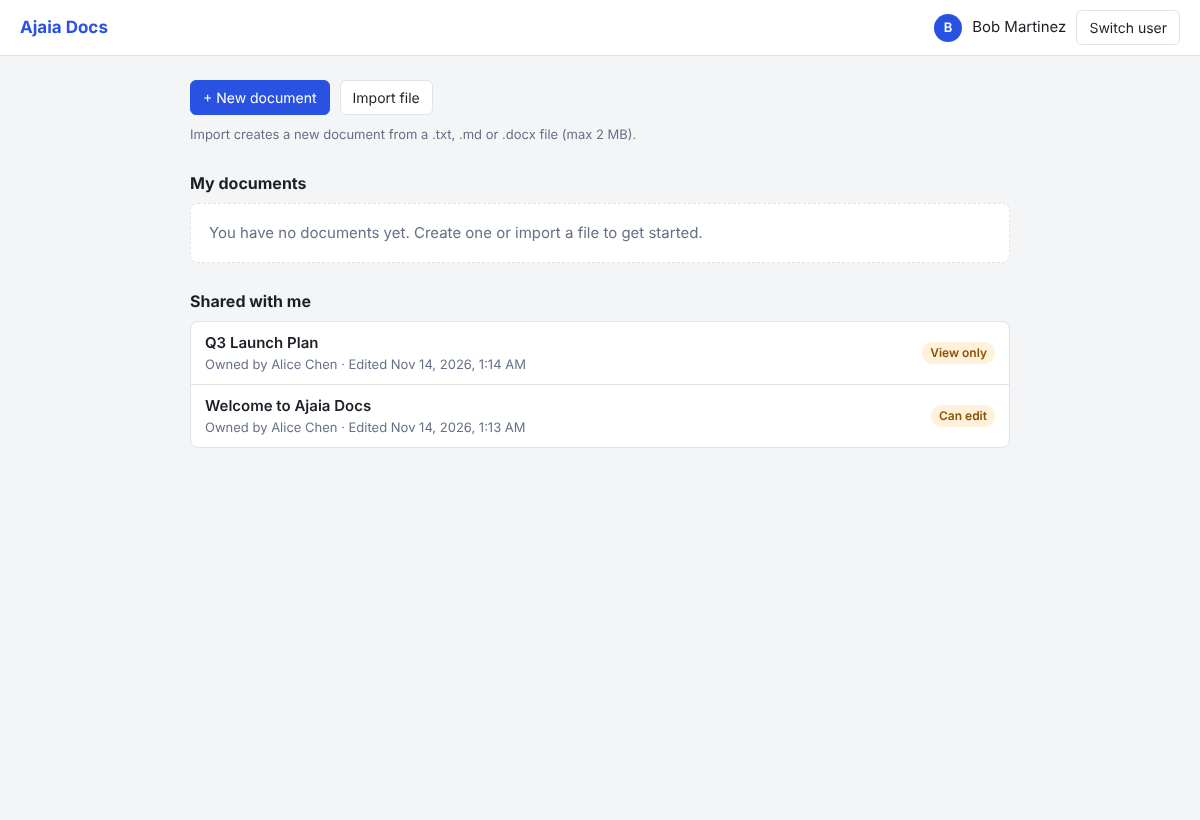 Ajaia Docs
B
Bob Martinez
Switch user
+ New document
Import file
Import creates a new document from a .txt, .md or .docx file (max 2 MB).
My documents
You have no documents yet. Create one or import a file to get started.
Shared with me
Q3 Launch Plan
Owned by Alice Chen · Edited Nov 14, 2026, 1:14 AM
View only
Welcome to Ajaia Docs
Owned by Alice Chen · Edited Nov 14, 2026, 1:13 AM
Can edit